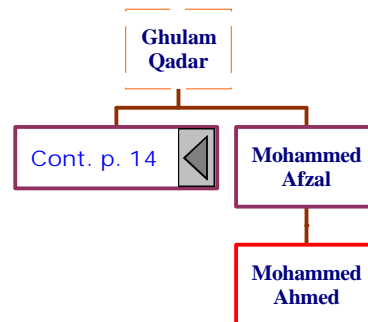 Ghulam
Qadar
Cont. p. 14
Mohammed
Afzal
Mohammed
Ahmed